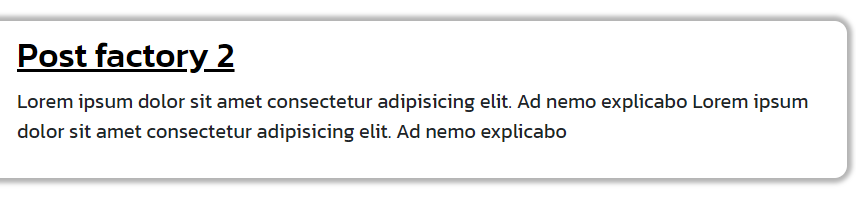 Post factory 2
Lorem ipsum dolor sit amet consectetur adipisicing elit. Ad nemo explicabo Lorem ipsum
dolor sit amet consectetur adipisicing elit. Ad nemo explicabo